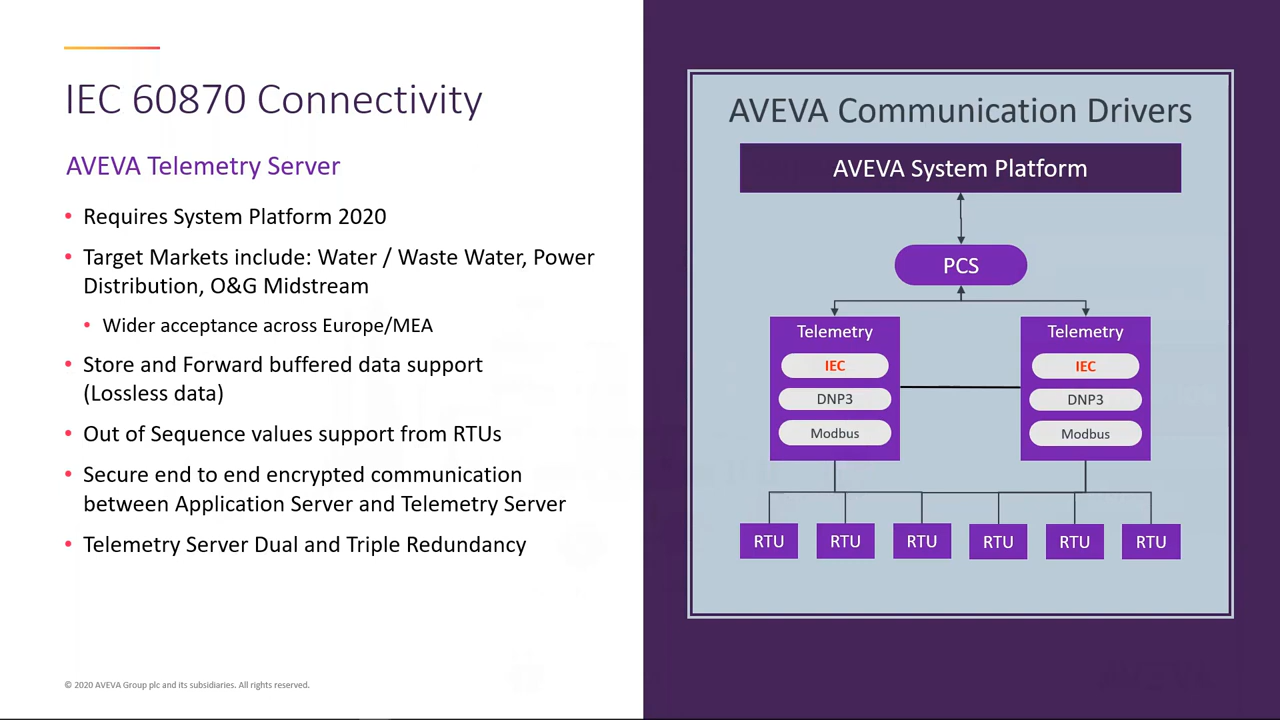 IEC 60870 Connectivity
AVEVA Telemetry Server
• Requires System Platform 2020
• Target Markets include: Water / Waste Water, Power
Distribution, O&G Midstream
• Wider acceptance across Europe/MEA
• Store and Forward buffered data support
(Lossless data)
• Out of Sequence values support from RTUs
• Secure end to end encrypted communication
between Application Server and Telemetry Server
• Telemetry Server Dual and Triple Redundancy
© 2020 AVEVA Group plc and its subsidiaries. All rights reserved.
AVEVA Communication Drivers
AVEVA System Platform
PCS
Telemetry
IEC
DNP3
Modbus
Telemetry
IEC
DNP3
Modbus
RTU RTU RTU RTU RTU RTU